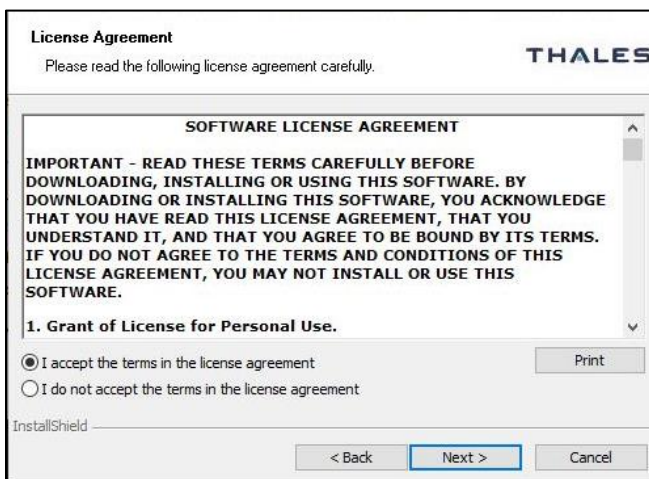 License Agreement
Please read the following license agreement carefully.
THALES
SOFTWARE LICENSE AGREEMENT
IMPORTANT - READ THESE TERMS CAREFULLY BEFORE
DOWNLOADING, INSTALLING OR USING THIS SOFTWARE. BY
DOWNLOADING OR INSTALLING THIS SOFTWARE, YOU ACKNOWLEDGE
THAT YOU HAVE READ THIS LICENSE AGREEMENT, THAT YOU
UNDERSTAND IT, AND THAT YOU AGREE TO BE BOUND BY ITS TERMS.
IF YOU DO NOT AGREE TO THE TERMS AND CONDITIONS OF THIS
LICENSE AGREEMENT, YOU MAY NOT INSTALL OR USE THIS
SOFTWARE.
1. Grant of License for Personal Use.
I accept the terms in the license agreement
Print
I do not accept the terms in the license agreement
InstallShield
< Back
Next >
Cancel